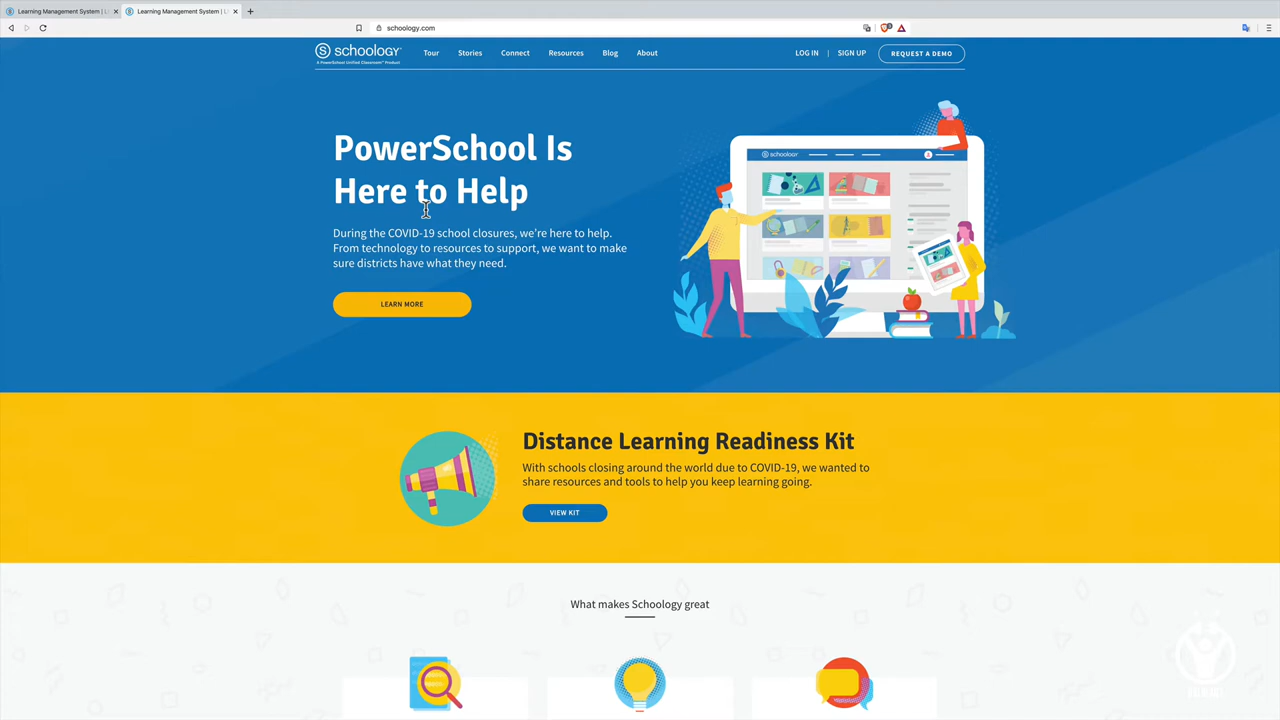 Learning Management System | L
Learning Management System | L
schoology.com
schoology
A PowerSchool Unified Classroom™ Product
Tour
Stories
Connect
Resources
Blog
About
LOG IN | SIGN UP
REQUEST A DEMO
PowerSchool Is
Here to Help
During the COVID-19 school closures, we're here to help.
From technology to resources to support, we want to make
sure districts have what they need.
LEARN MORE
schoology
Distance Learning Readiness Kit
With schools closing around the world due to COVID-19, we wanted to
share resources and tools to help you keep learning going.
VIEW KIT
What makes Schoology great